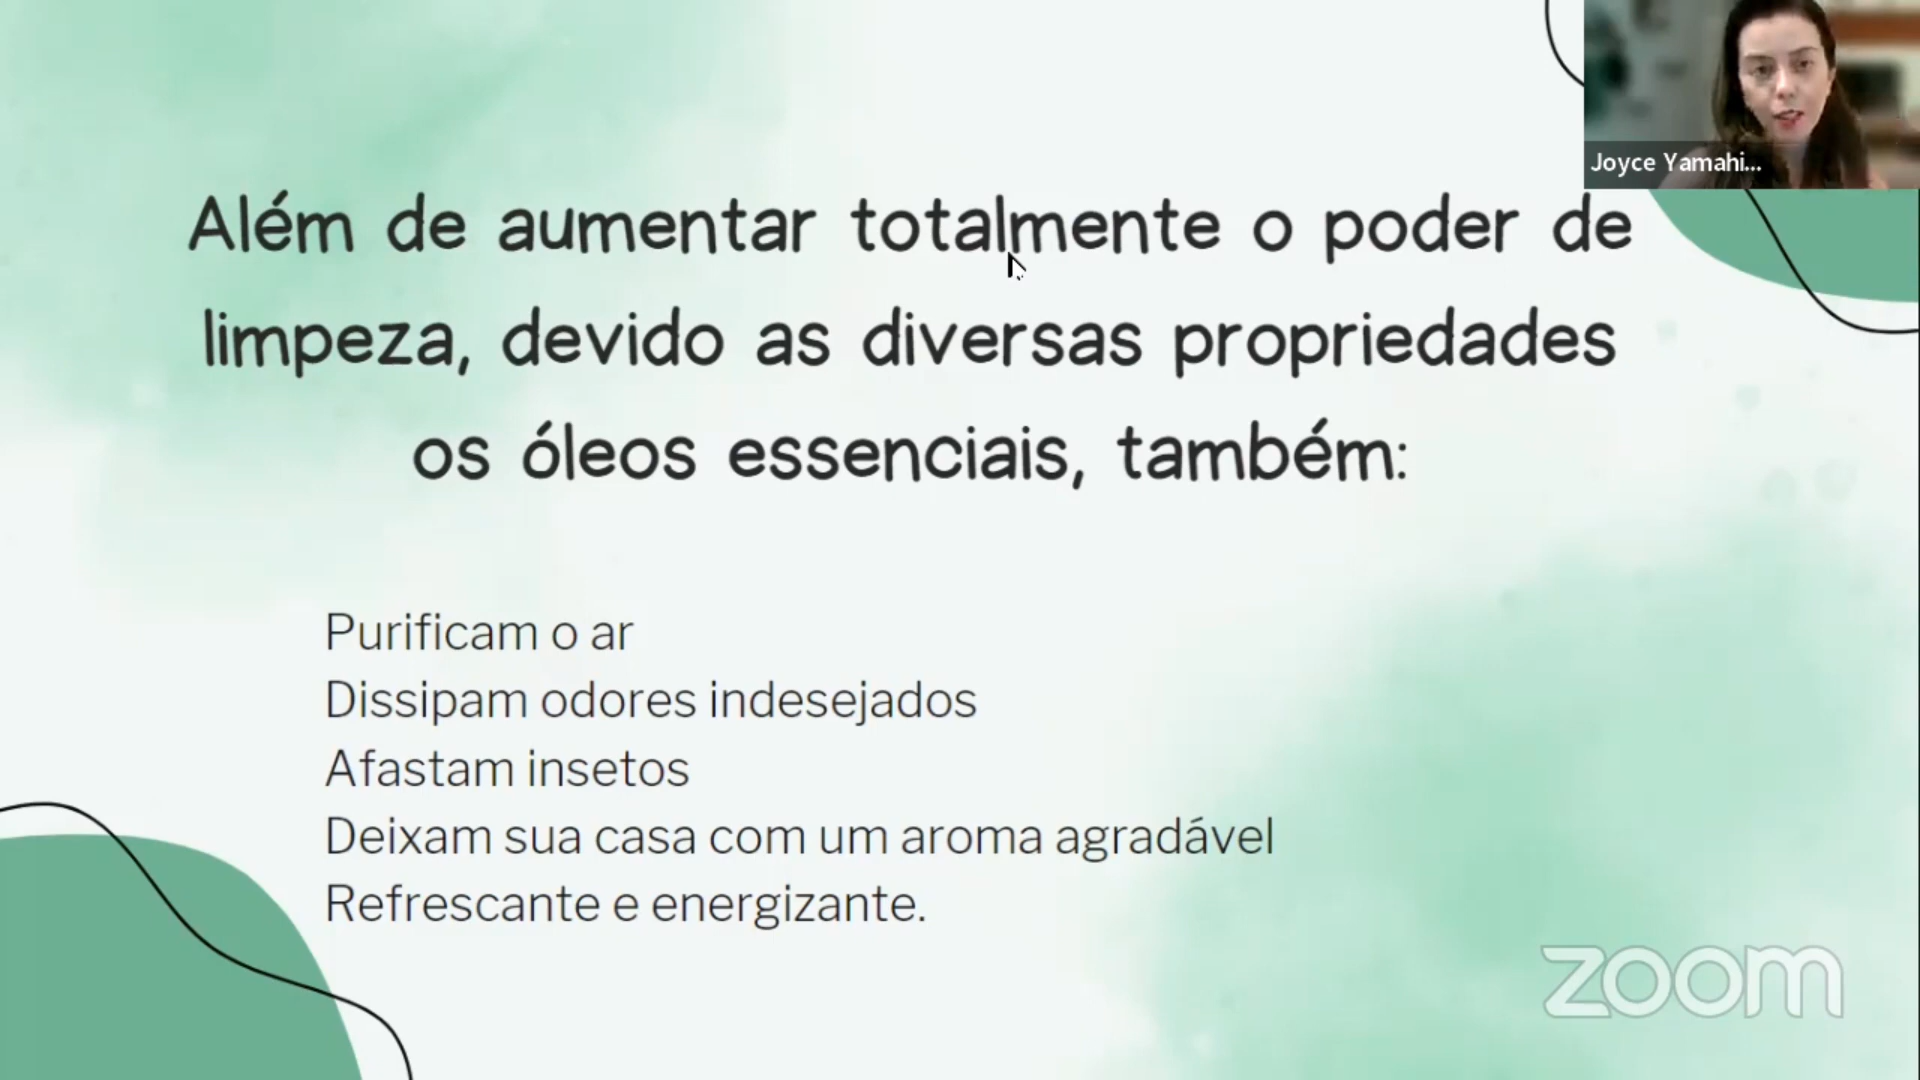 Joyce Yamahi...
Além de aumentar totalmente o poder de
limpeza, devido as diversas propriedades
os óleos essenciais, também:
Purificam o ar
Dissipam odores indesejados
Afastam insetos
Deixam sua casa com um aroma agradável
Refrescante e energizante.
zoom